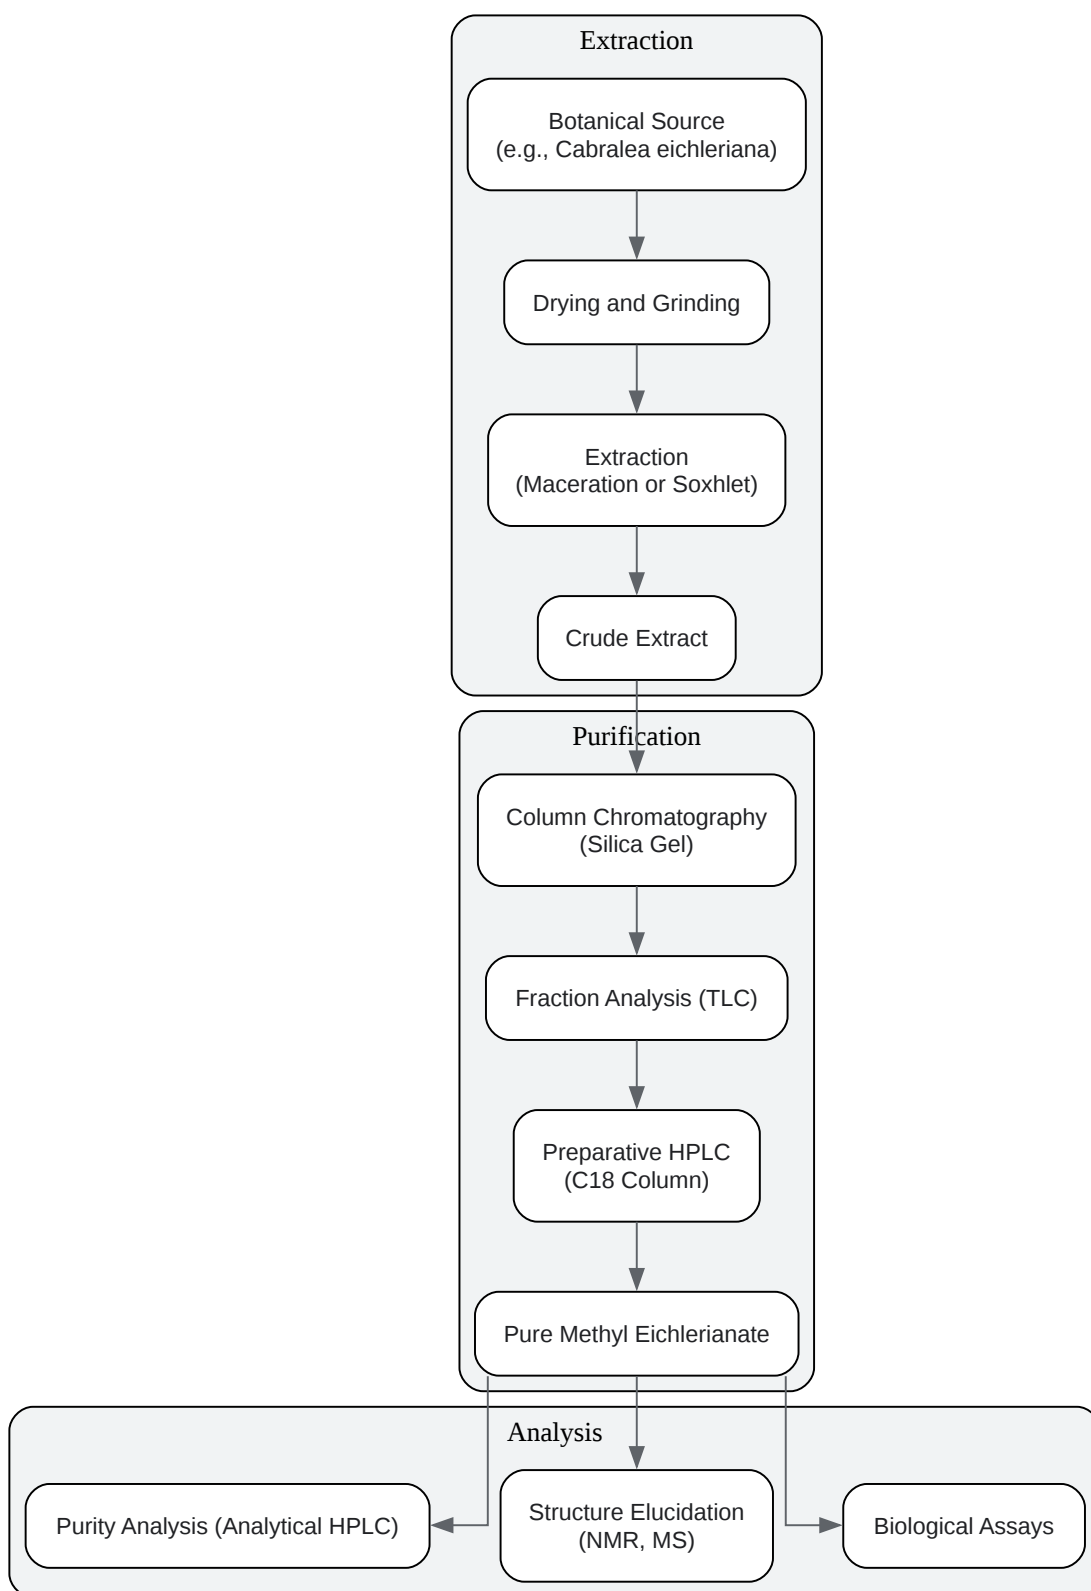 Extraction
Botanical Source
(e.g., Cabralea eichleriana)
Drying and Grinding
Extraction
(Maceration or Soxhlet)
Crude Extract
Purification
Column Chromatography
(Silica Gel)
Fraction Analysis (TLC)
Preparative HPLC
(C18 Column)
Pure Methyl Eichlerianate
Analysis
Purity Analysis (Analytical HPLC)
Structure Elucidation
(NMR, MS)
Biological Assays